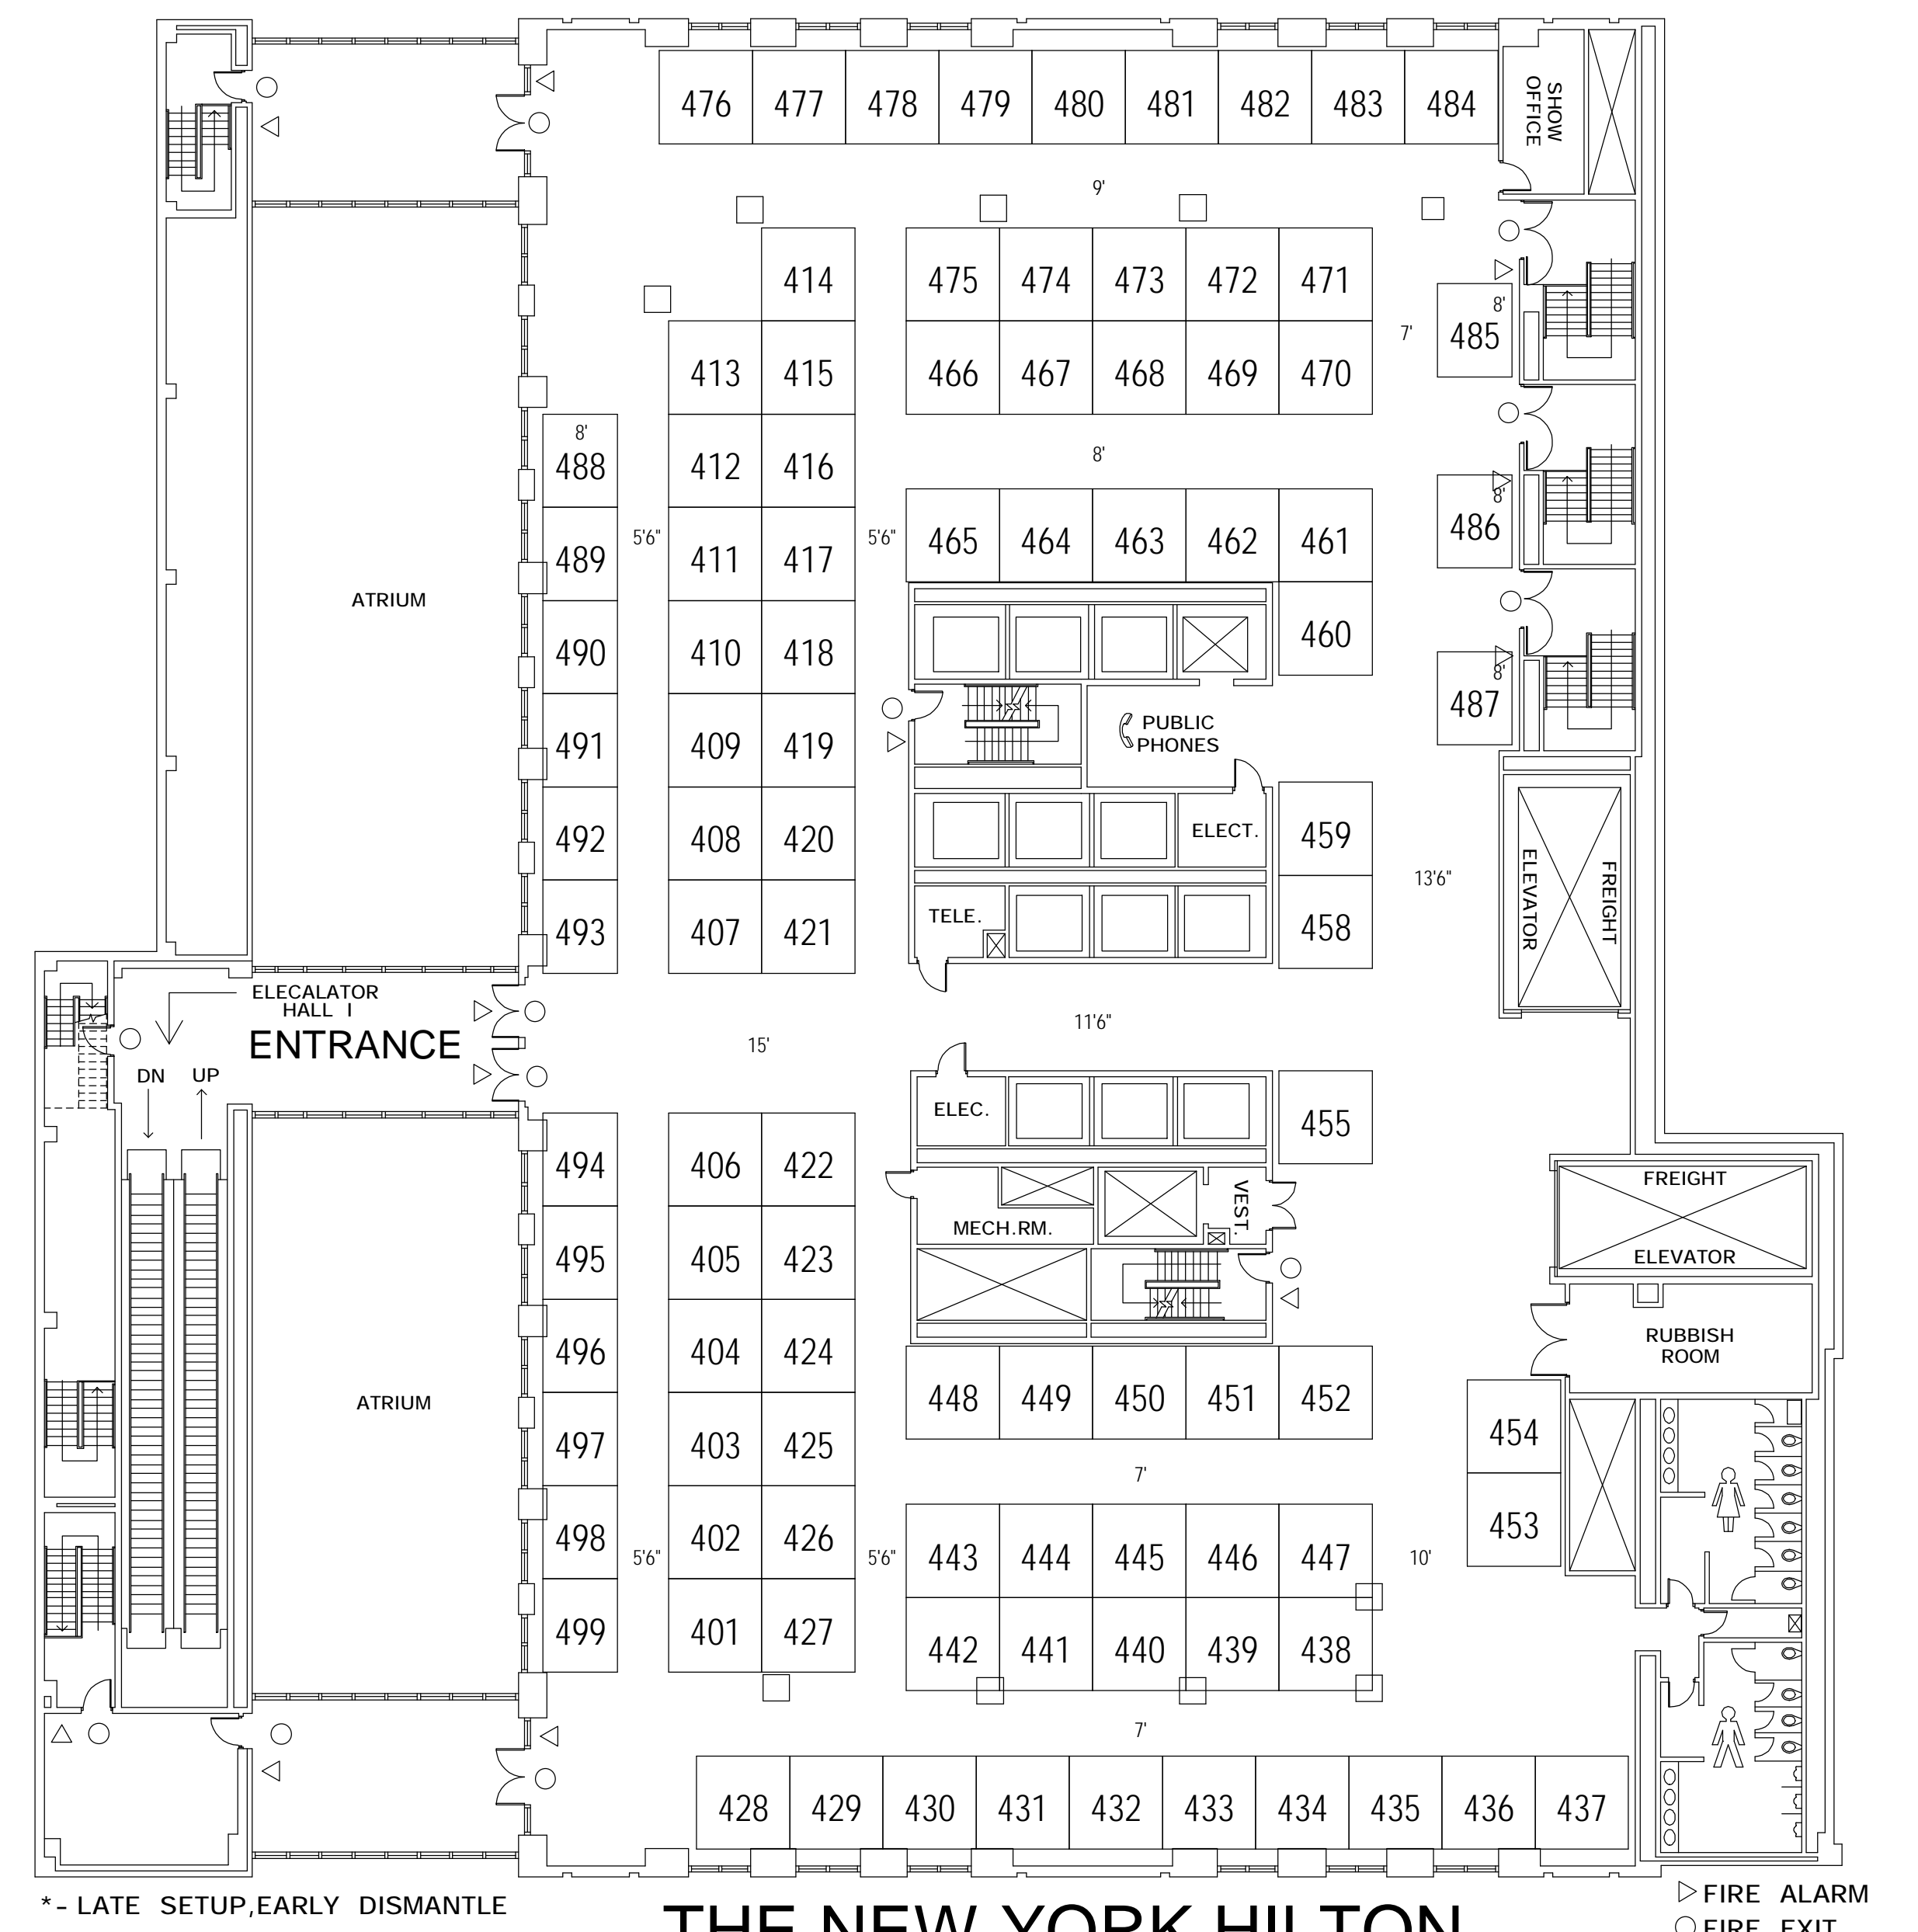 476 477 478 479 480 481 482 483 484
SHOW
OFFICE
9'
414 475 474 473 472 471
8'
485
7'
413 415 466 467 468 469 470
8'
488 412 416
8'
8'
486
5'6" 5'6"
489 411 417 465 464 463 462 461
ATRIUM
490 410 418 460
8'
487
PUBLIC
PHONES
491 409 419
492 408 420 ELECT. 459
13'6"
FREIGHT
ELEVATOR
TELE.
493 407 421 458
ELECALATOR
HALL I
ENTRANCE
15'
11'6"
DN UP
ELEC.
455
494 406 422
FREIGHT
ELEVATOR
MECH.RM.
VEST.
495 405 423
RUBBISH
ROOM
496 404 424
448 449 450 451 452
ATRIUM
454
497 403 425
7'
453
498 402 426
5'6" 5'6"
443 444 445 446 447
10'
499 401 427
442 441 440 439 438
7'
428 429 430 431 432 433 434 435 436 437
*- LATE SETUP,EARLY DISMANTLE
THE NEW YORK HILTON
FIRE ALARM
FIRE EXIT